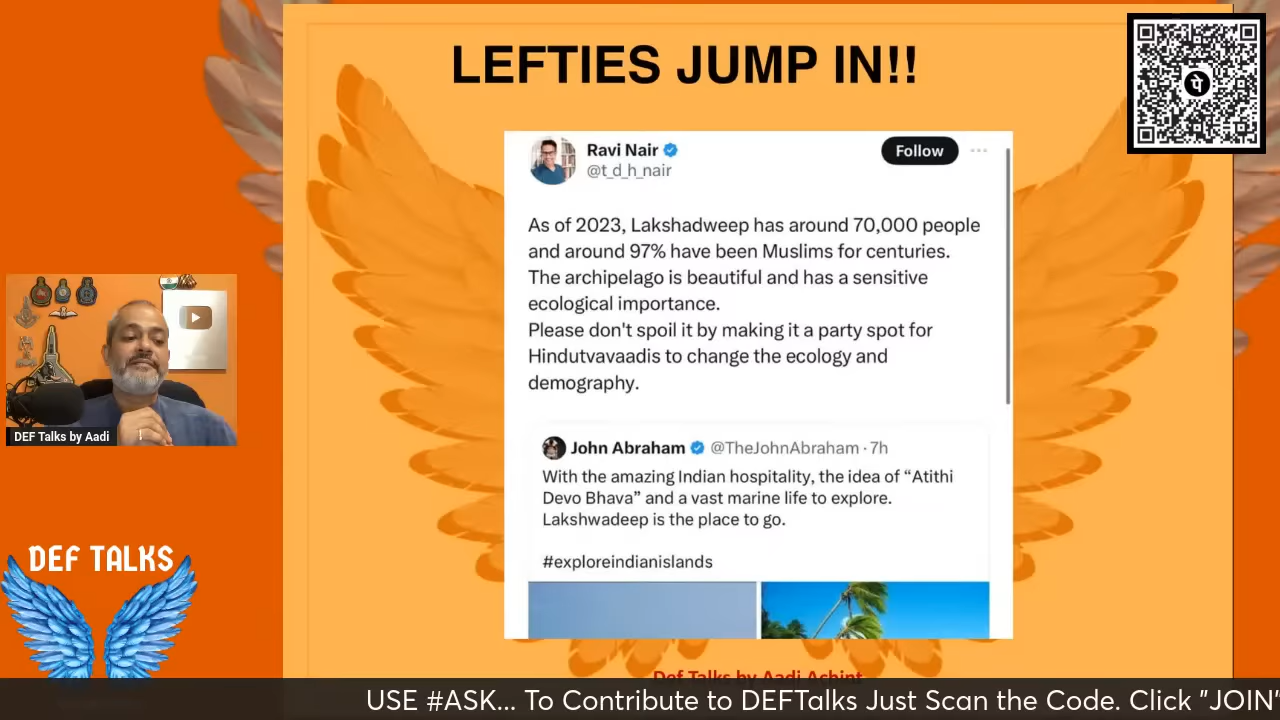 LEFTIES JUMP IN!!
पे
Ravi Nair
@t_d_h_nair
Follow
As of 2023, Lakshadweep has around 70,000 people
and around 97% have been Muslims for centuries.
The archipelago is beautiful and has a sensitive
ecological importance.
Please don't spoil it by making it a party spot for
Hindutvavaadis to change the ecology and
demography.
John Abraham @TheJohnAbraham · 7h
With the amazing Indian hospitality, the idea of “Atithi
Devo Bhava” and a vast marine life to explore.
Lakshwadeep is the place to go.
#exploreindianislands
DEF Talks by Aadi
DEF TALKS
Def Talks by Aadi Achint
USE #ASK... To Contribute to DEFTalks Just Scan the Code. Click "JOIN"